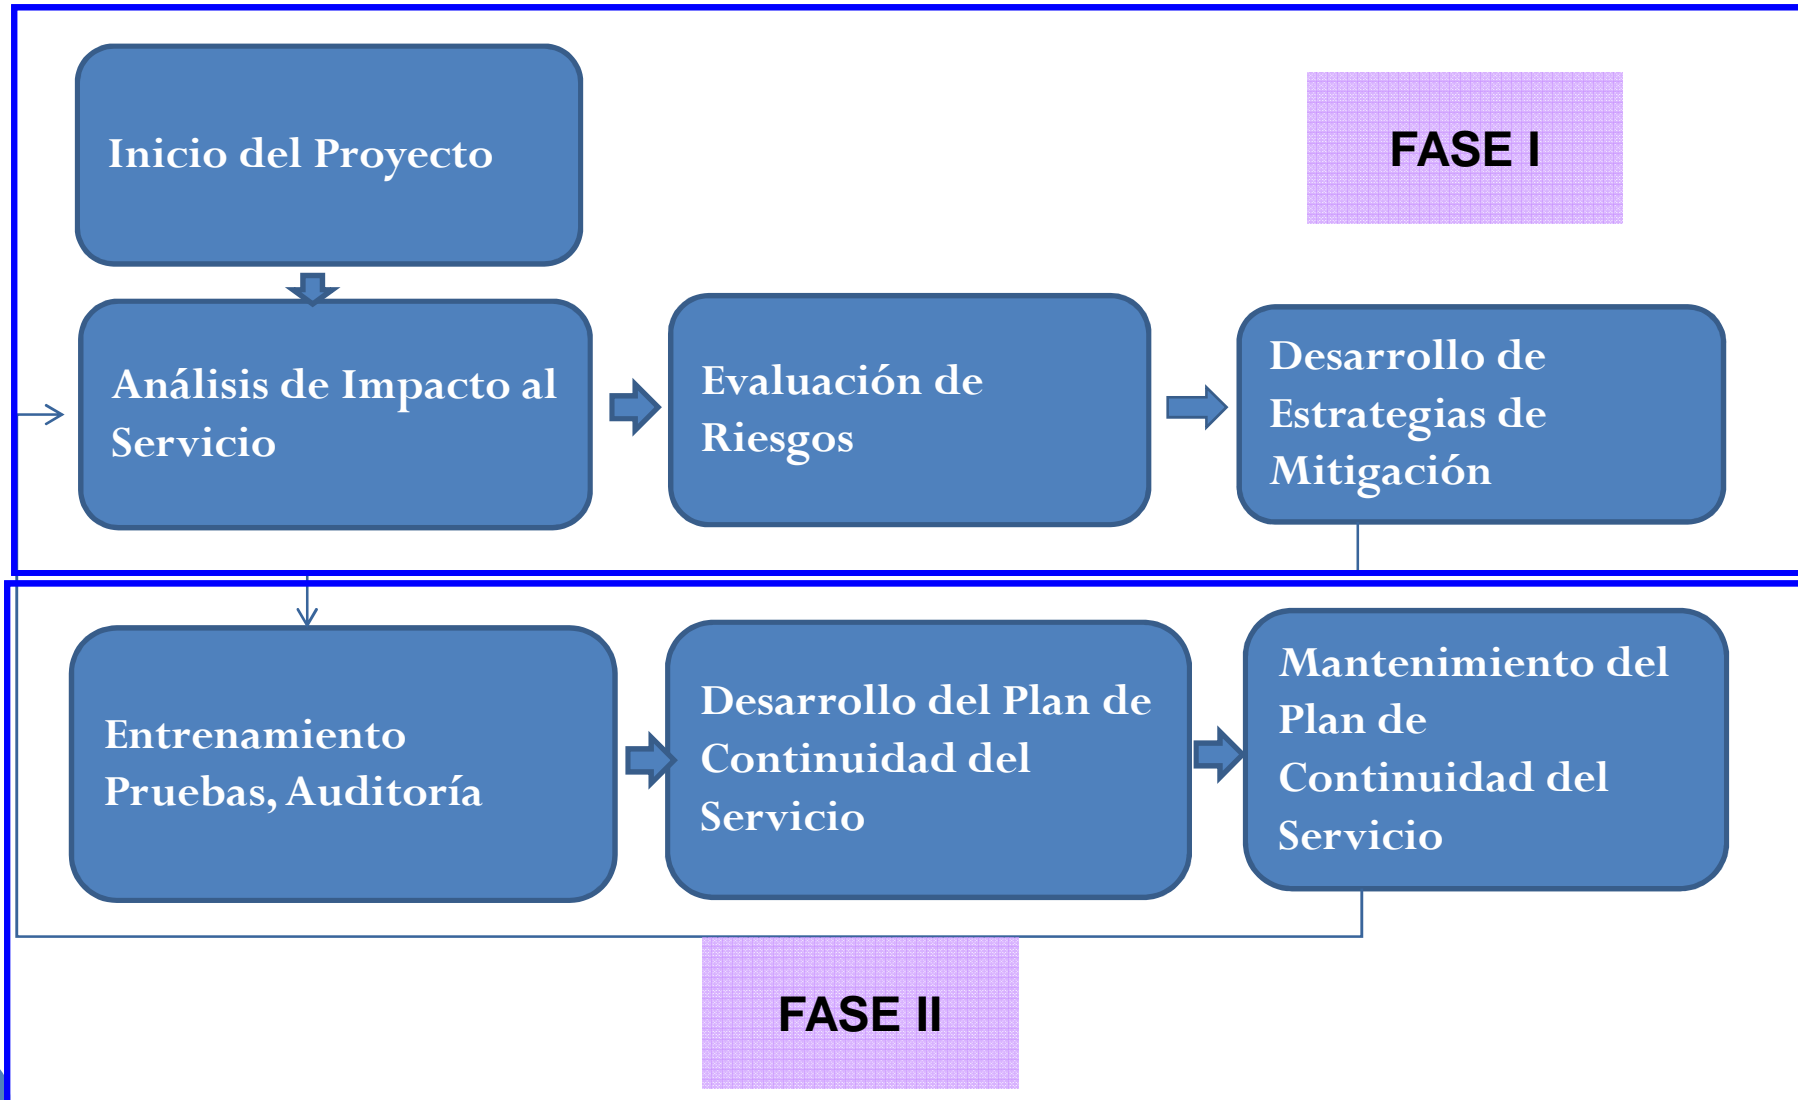 Inicio del Proyecto
FASE I
Análisis de Impacto al
Servicio
Evaluación de
Riesgos
Desarrollo de
Estrategias de
Mitigación
Entrenamiento
Pruebas, Auditoría
Desarrollo del Plan de
Continuidad del
Servicio
Mantenimiento del
Plan de
Continuidad del
Servicio
FASE II